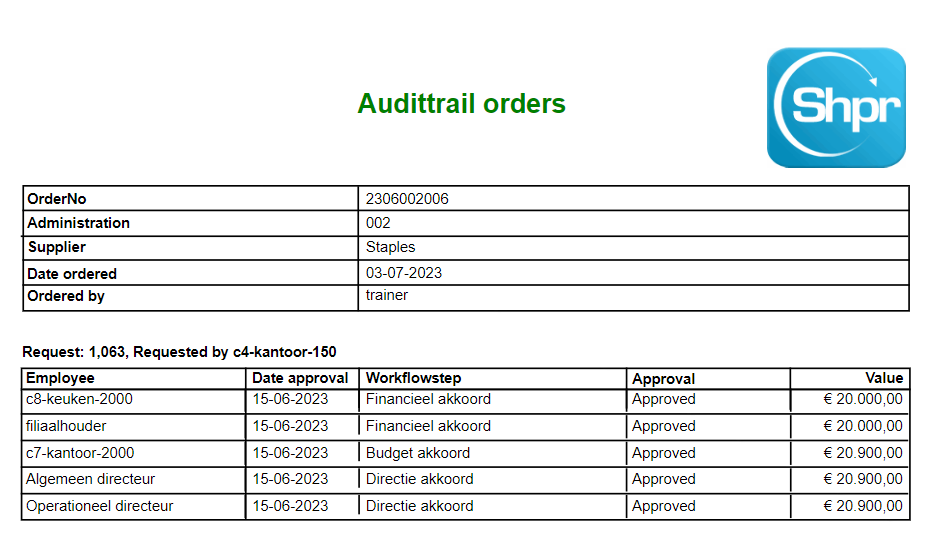 Audittrail orders
Shpr
OrderNo 2306002006
Administration 002
Supplier Staples
Date ordered 03-07-2023
Ordered by trainer
Request: 1,063, Requested by c4-kantoor-150
Employee Date approval Workflowstep Approval Value
c8-keuken-2000 15-06-2023 Financieel akkoord Approved € 20.000,00
filiaalhouder 15-06-2023 Financieel akkoord Approved € 20.000,00
c7-kantoor-2000 15-06-2023 Budget akkoord Approved € 20.900,00
Algemeen directeur 15-06-2023 Directie akkoord Approved € 20.900,00
Operationeel directeur 15-06-2023 Directie akkoord Approved € 20.900,00